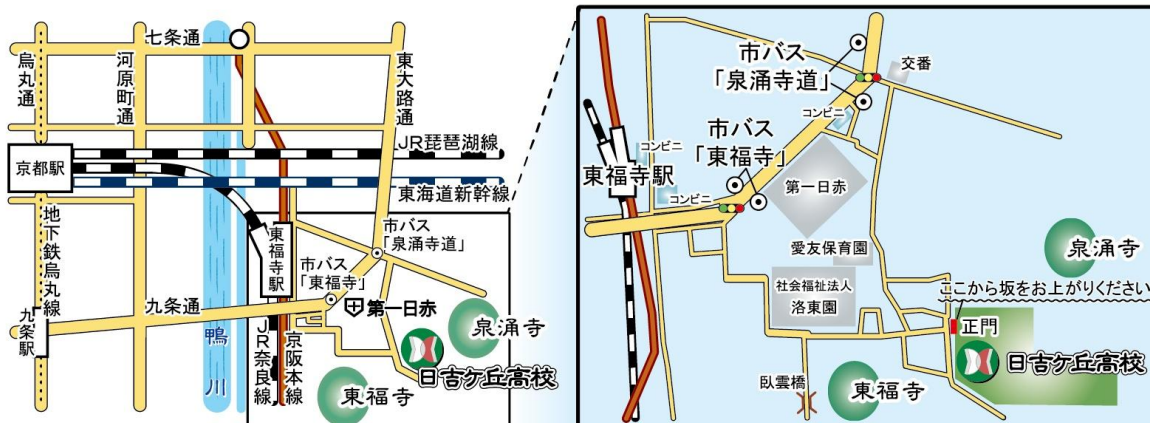 七条通
烏丸通
河原町通
東大路通
JR琵琶湖線
京都駅
東海道新幹線
地下鉄烏丸線
東福寺駅
市バス
「泉涌寺道」
市バス
「東福寺」
九条通
九条駅
第一日赤
鴨川
JR奈良線
京阪本線
泉涌寺
日吉ケ丘高校
東福寺
市バス
「泉涌寺道」
交番
コンビニ
市バス
「東福寺」
コンビニ
東福寺駅
第一日赤
コンビニ
愛友保育園
泉涌寺
社会福祉法人
洛東園
ここから坂をお上がりください
正門
日吉ケ丘高校
臥雲橋
東福寺